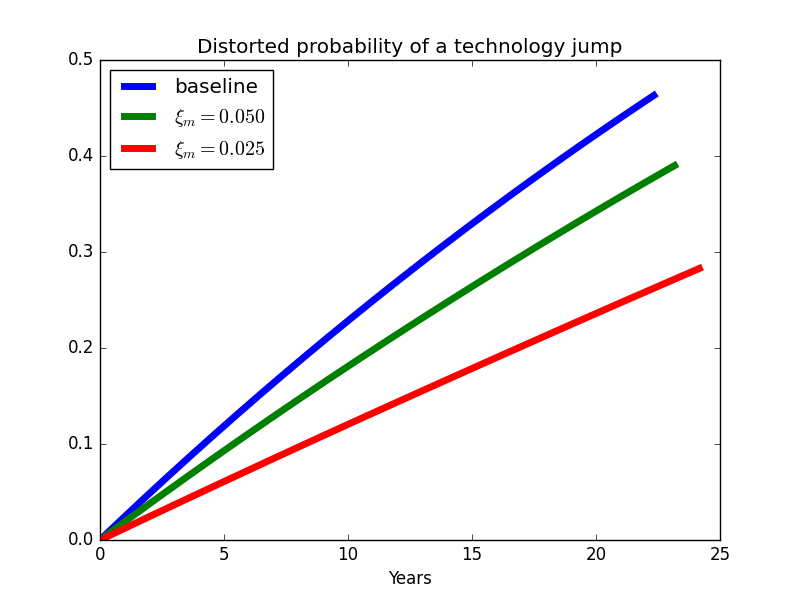 Distorted probability of a technology jump
0.5
0.4
0.3
0.2
0.1
0.0
baseline
ξₘ = 0.050
ξₘ = 0.025
0 5 10 15 20 25
Years